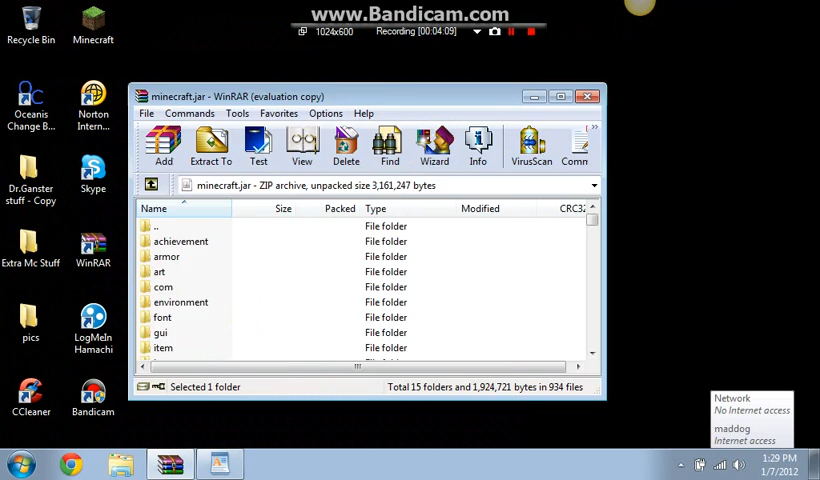 www.Bandicam.com
1024x600 Recording [00:04:09]
Recycle Bin
Minecraft
Oceanis
Change B...
Norton
Intern...
Dr.Ganster
stuff - Copy
Skype
Extra Mc Stuff
WinRAR
pics
LogMeIn
Hamachi
CCleaner
Bandicam
minecraft.jar - WinRAR (evaluation copy)
File Commands Tools Favorites Options Help
Add Extract To Test View Delete Find Wizard Info VirusScan Comm
minecraft.jar - ZIP archive, unpacked size 3,161,247 bytes
Name Size Packed Type Modified CRC32
.. File folder
achievement File folder
armor File folder
art File folder
com File folder
environment File folder
font File folder
gui File folder
item File folder
Selected 1 folder Total 15 folders and 1,924,721 bytes in 934 files
Network
No Internet access
maddog
Internet access
1:29 PM
1/7/2012